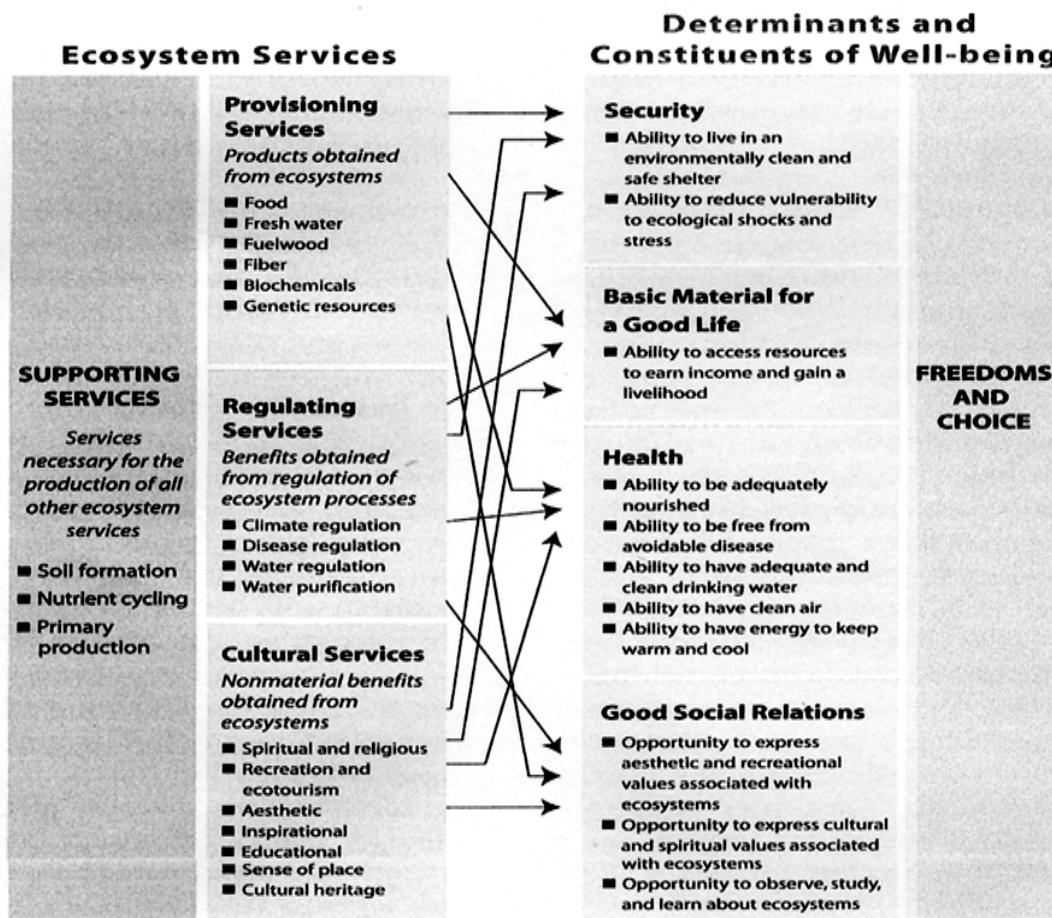 Ecosystem Services
Determinants and
Constituents of Well-being
SUPPORTING
SERVICES
Services
necessary for the
production of all
other ecosystem
services
■ Soil formation
■ Nutrient cycling
■ Primary
production
Provisioning
Services
Products obtained
from ecosystems
■ Food
■ Fresh water
■ Fuelwood
■ Fiber
■ Biochemicals
■ Genetic resources
Regulating
Services
Benefits obtained
from regulation of
ecosystem processes
■ Climate regulation
■ Disease regulation
■ Water regulation
■ Water purification
Cultural Services
Nonmaterial benefits
obtained from
ecosystems
■ Spiritual and religious
■ Recreation and
ecotourism
■ Aesthetic
■ Inspirational
■ Educational
■ Sense of place
■ Cultural heritage
Security
■ Ability to live in an
environmentally clean and
safe shelter
■ Ability to reduce vulnerability
to ecological shocks and
stress
Basic Material for
a Good Life
■ Ability to access resources
to earn income and gain a
livelihood
Health
■ Ability to be adequately
nourished
■ Ability to be free from
avoidable disease
■ Ability to have adequate and
clean drinking water
■ Ability to have clean air
■ Ability to have energy to keep
warm and cool
Good Social Relations
■ Opportunity to express
aesthetic and recreational
values associated with
ecosystems
■ Opportunity to express cultural
and spiritual values associated
with ecosystems
■ Opportunity to observe, study,
and learn about ecosystems
FREEDOMS
AND
CHOICE